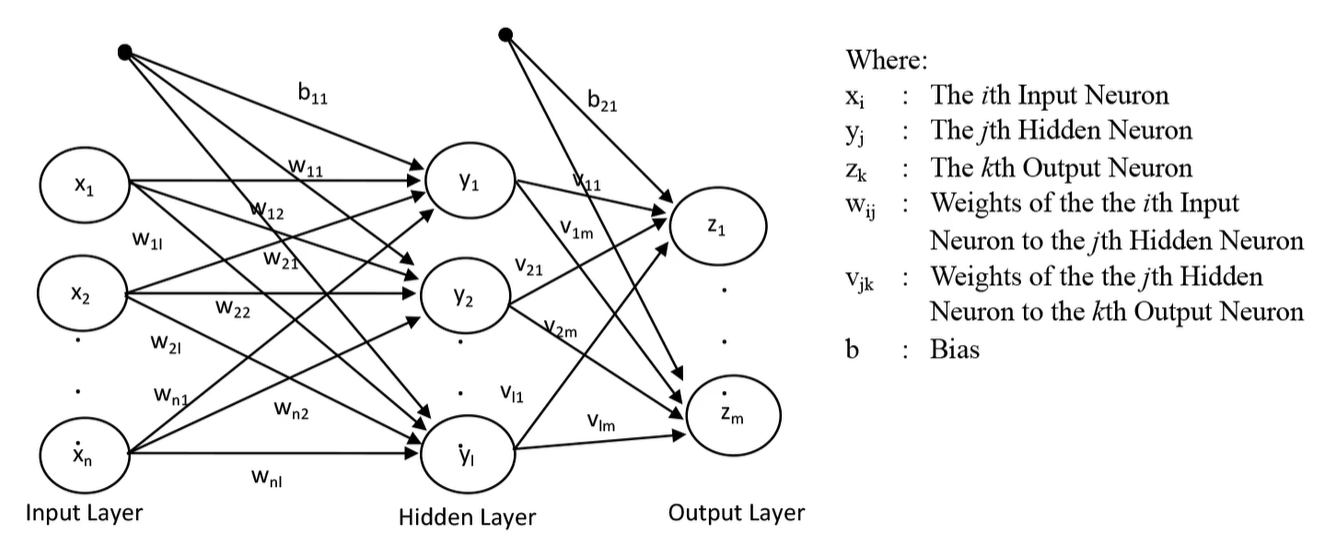 b₁₁
b₂₁
w₁₁
v₁₁
x₁
y₁
w₁₂
z₁
w₁ₗ
v₁ₘ
w₂₁
v₂₁
x₂
y₂
w₂₂
v₂ₘ
w₂ₗ
wₙ₁
vₗ₁
wₙ₂
vₗₘ
zₘ
xₙ
yₗ
wₙₗ
Input Layer
Hidden Layer
Output Layer
Where:
xᵢ : The ith Input Neuron
yⱼ : The jth Hidden Neuron
zₖ : The kth Output Neuron
wᵢⱼ : Weights of the the ith Input
Neuron to the jth Hidden Neuron
vⱼₖ : Weights of the the jth Hidden
Neuron to the kth Output Neuron
b : Bias